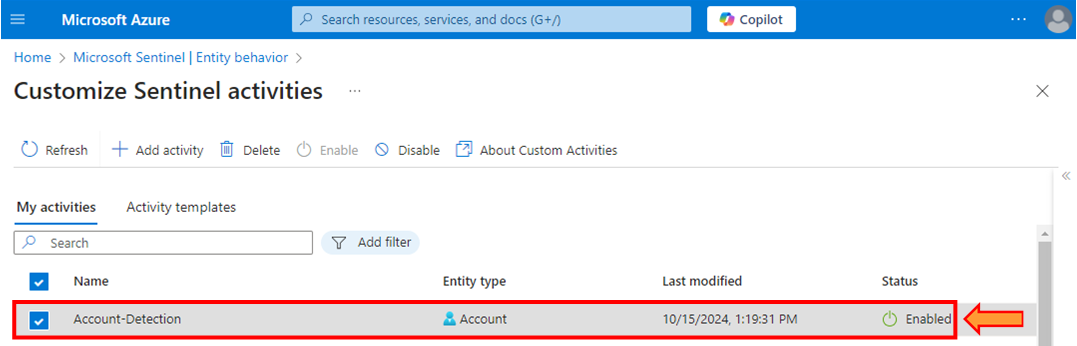 Microsoft Azure Search resources, services, and docs (G+/) Copilot ...
Home > Microsoft Sentinel | Entity behavior >
Customize Sentinel activities ...
Refresh Add activity Delete Enable Disable About Custom Activities
My activities Activity templates
Search Add filter
Name Entity type Last modified Status
Account-Detection Account 10/15/2024, 1:19:31 PM Enabled